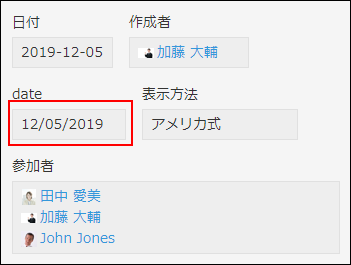 日付 作成者
2019-12-05 加藤 大輔
date 表示方法
12/05/2019 アメリカ式
参加者
田中 愛美
加藤 大輔
John Jones